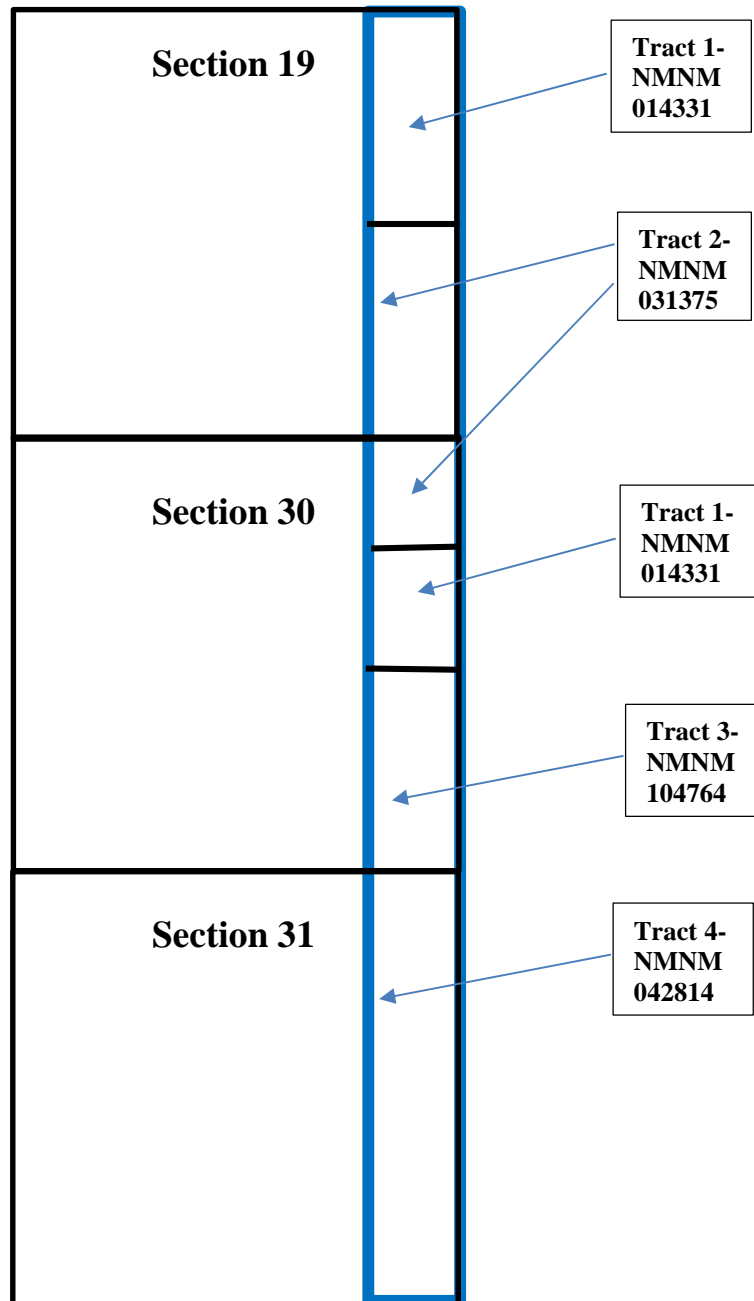 Section 19
Tract 1-
NMNM
014331
Tract 2-
NMNM
031375
Section 30
Tract 1-
NMNM
014331
Tract 3-
NMNM
104764
Section 31
Tract 4-
NMNM
042814